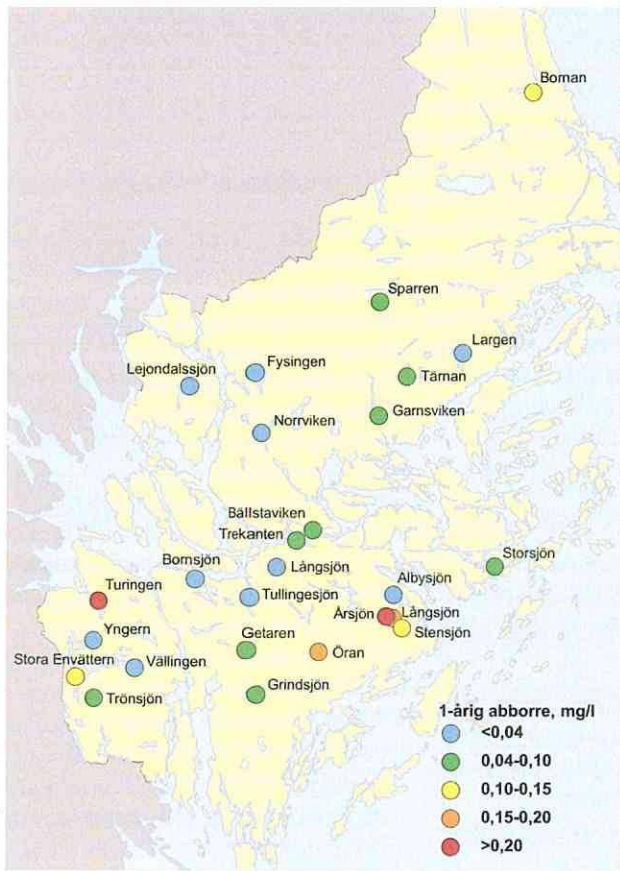 Bornan
Sparren
Largen
Lejondalssjön
Fysingen
Tärnan
Garnsviken
Norrviken
Bällstaviken
Trekanten
Storsjön
Bornsjön
Långsjön
Albysjön
Turingen
Tullingesjön
Årsjön
Långsjön
Stensjön
Yngern
Getaren
Öran
Stora Envättern
Vällingen
Trönsjön
Grindsjön
1-årig abborre, mg/l
<0,04
0,04-0,10
0,10-0,15
0,15-0,20
>0,20